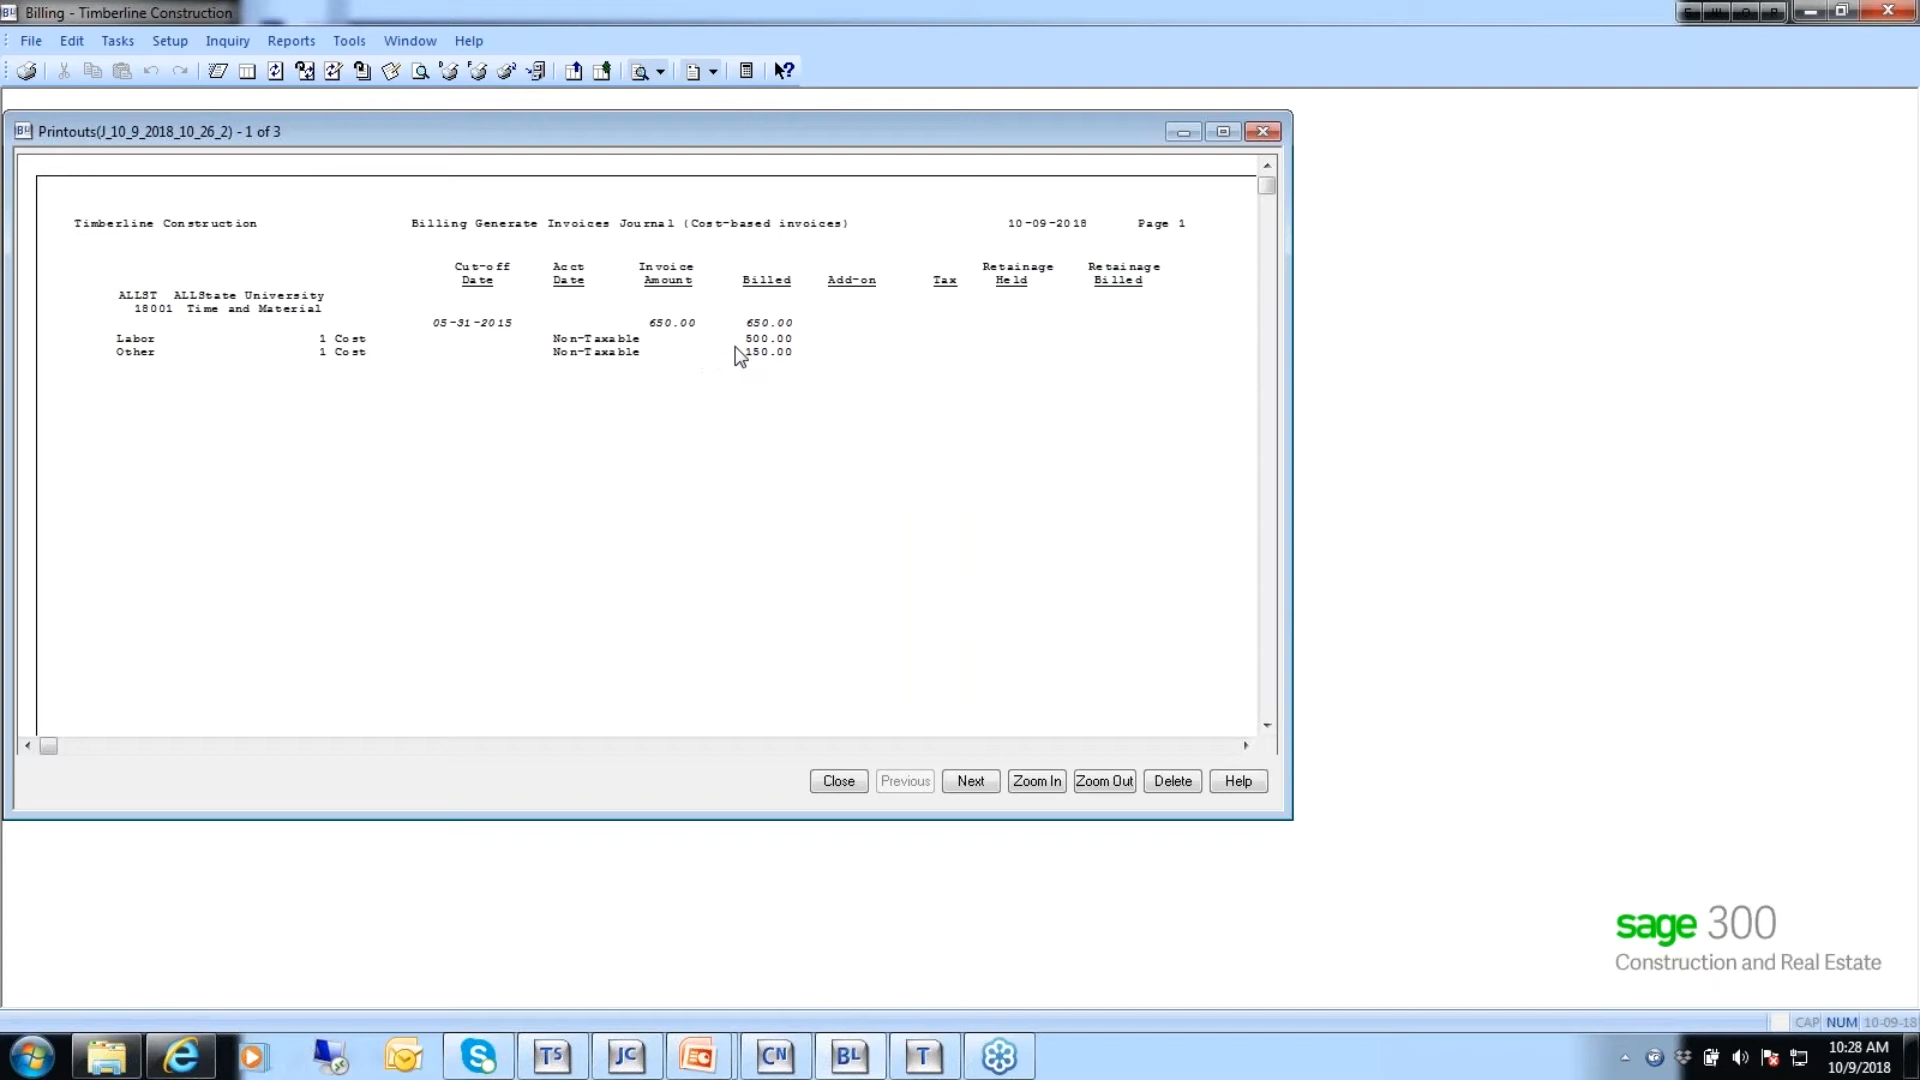 Billing - Timberline Construction
File Edit Tasks Setup Inquiry Reports Tools Window Help
Printouts(J_10_9_2018_10_26_2) - 1 of 3
Timberline Construction Billing Generate Invoices Journal (Cost-based invoices) 10-09-2018 Page 1
Cut-off Acct Invoice Retainage Retainage
Date Date Amount Billed Add-on Tax Held Billed
ALLST ALLState University
18001 Time and Material
05-31-2015 650.00 650.00
Labor 1 Cost Non-Taxable 500.00
Other 1 Cost Non-Taxable 150.00
Close Previous Next Zoom In Zoom Out Delete Help
sage 300
Construction and Real Estate
CAP NUM 10-09-18
TS JC CN BL T
10:28 AM
10/9/2018